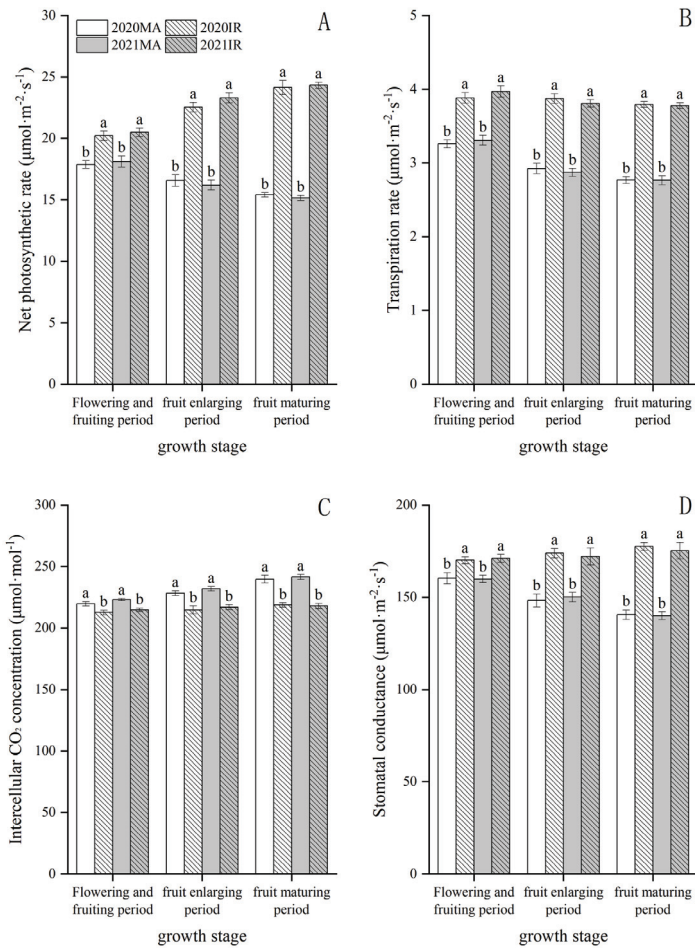 A
2020MA 2020IR
2021MA 2021IR
Net photosynthetic rate (μmol·m⁻²·s⁻¹)
30
25
20
15
10
5
0
b a b a
b a b a
b a b a
Flowering and fruiting period
fruit enlarging period
fruit maturing period
growth stage
B
Transpiration rate (μmol·m⁻²·s⁻¹)
5
4
3
2
1
0
b a b a
b a b a
b a b a
Flowering and fruiting period
fruit enlarging period
fruit maturing period
growth stage
C
Intercellular CO₂ concentration (μmol·mol⁻¹)
300
250
200
150
100
50
0
a b a b
a b a b
a b a b
Flowering and fruiting period
fruit enlarging period
fruit maturing period
growth stage
D
Stomatal conductance (μmol·m⁻²·s⁻¹)
200
150
100
50
0
b a b a
b a b a
b a b a
Flowering and fruiting period
fruit enlarging period
fruit maturing period
growth stage